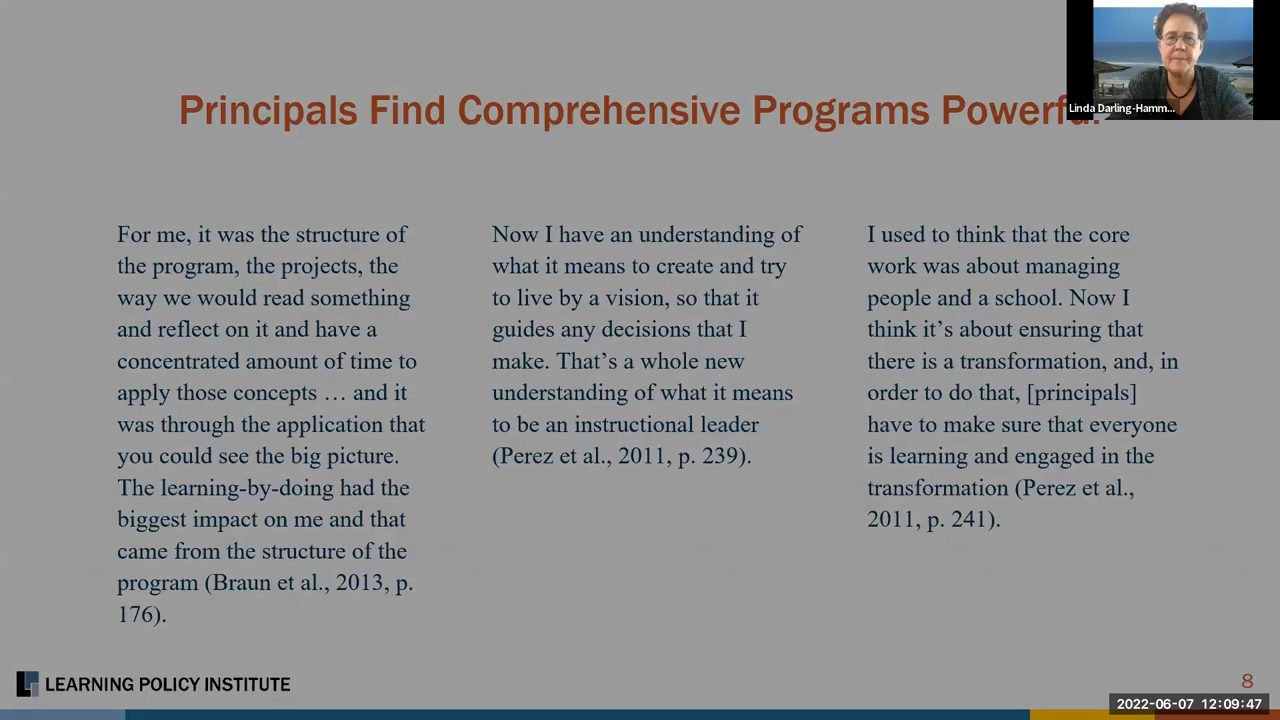 Principals Find Comprehensive Programs
Linda Darling-Hamm...
For me, it was the structure of
the program, the projects, the
way we would read something
and reflect on it and have a
concentrated amount of time to
apply those concepts … and it
was through the application that
you could see the big picture.
The learning-by-doing had the
biggest impact on me and that
came from the structure of the
program (Braun et al., 2013, p.
176).
Now I have an understanding of
what it means to create and try
to live by a vision, so that it
guides any decisions that I
make. That’s a whole new
understanding of what it means
to be an instructional leader
(Perez et al., 2011, p. 239).
I used to think that the core
work was about managing
people and a school. Now I
think it’s about ensuring that
there is a transformation, and, in
order to do that, [principals]
have to make sure that everyone
is learning and engaged in the
transformation (Perez et al.,
2011, p. 241).
LEARNING POLICY INSTITUTE
8
2022-06-07 12:09:47